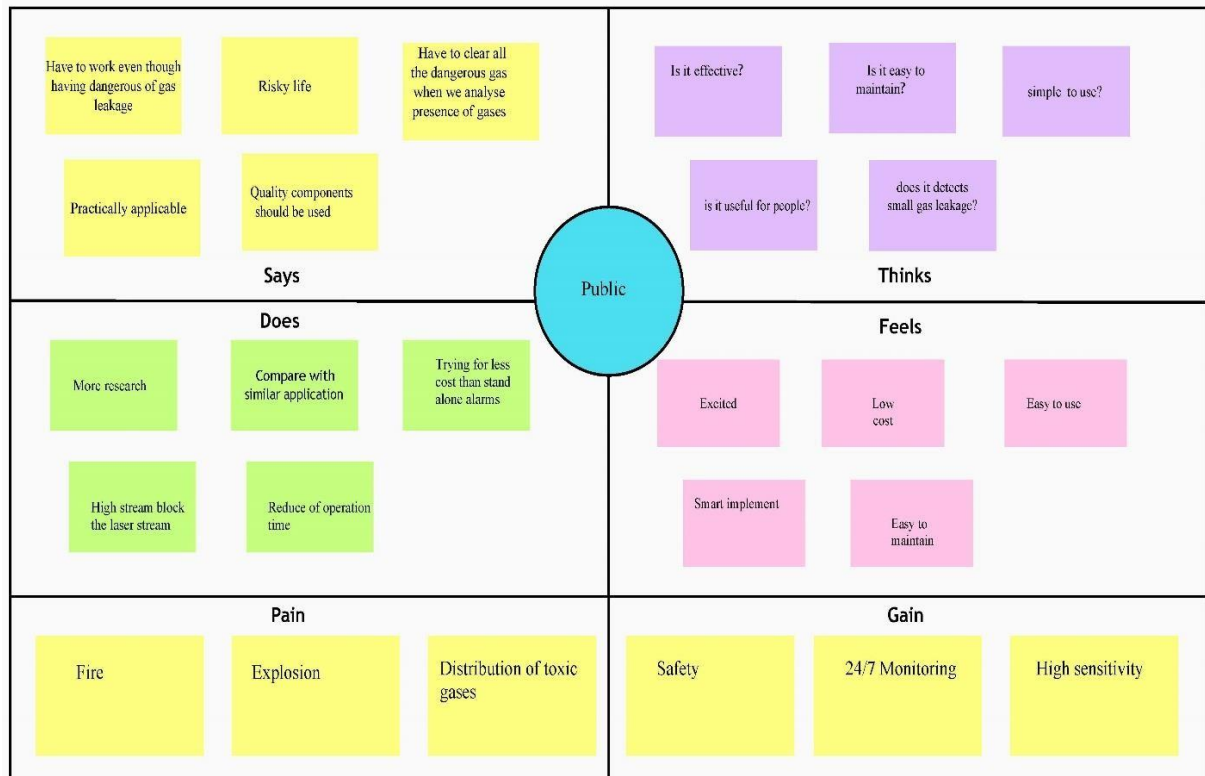 Have to work even though
having dangerous of gas
leakage
Risky life
Have to clear all
the dangerous gas
when we analyse
presence of gases
Practically applicable
Quality components
should be used
Says
Is it effective?
Is it easy to
maintain?
simple to use?
is it useful for people?
does it detects
small gas leakage?
Thinks
Public
Does
More research
Compare with
similar application
Trying for less
cost than stand
alone alarms
High stream block
the laser stream
Reduce of operation
time
Feels
Excited
Low
cost
Easy to use
Smart implement
Easy to
maintain
Pain
Fire
Explosion
Distribution of toxic
gases
Gain
Safety
24/7 Monitoring
High sensitivity